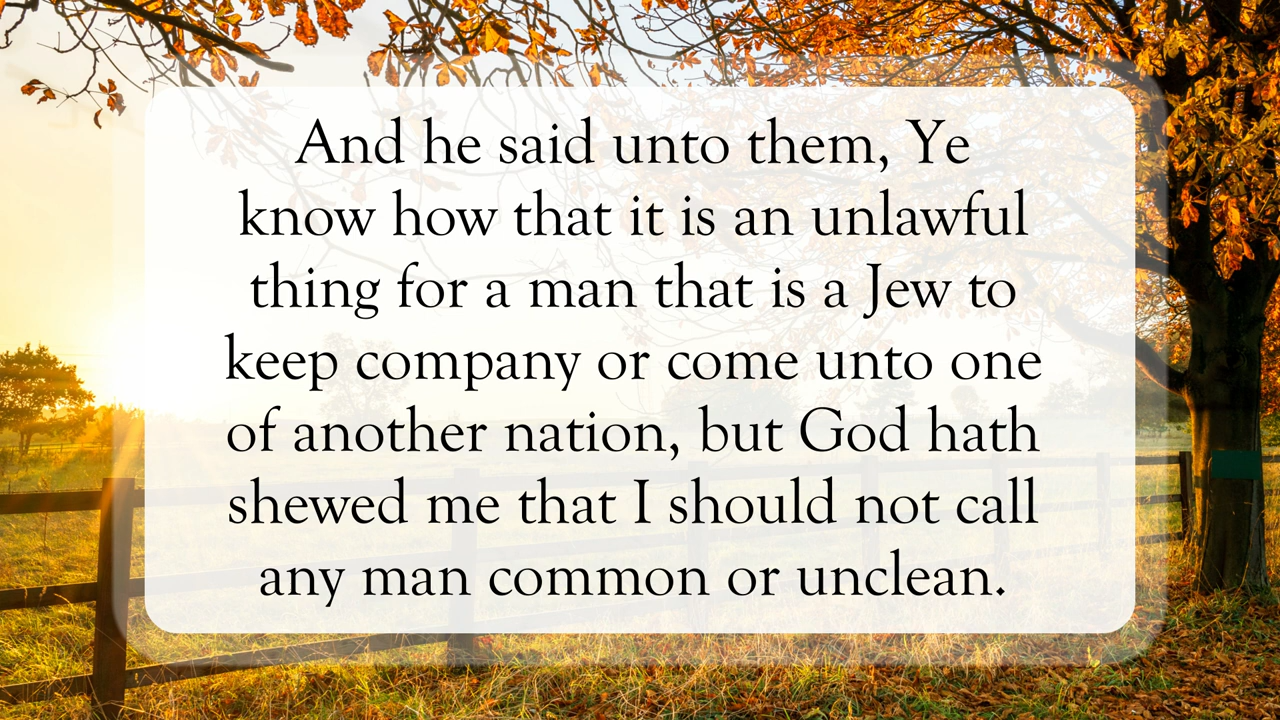 And he said unto them, Ye
know how that it is an unlawful
thing for a man that is a Jew to
keep company or come unto one
of another nation, but God hath
shewed me that I should not call
any man common or unclean.